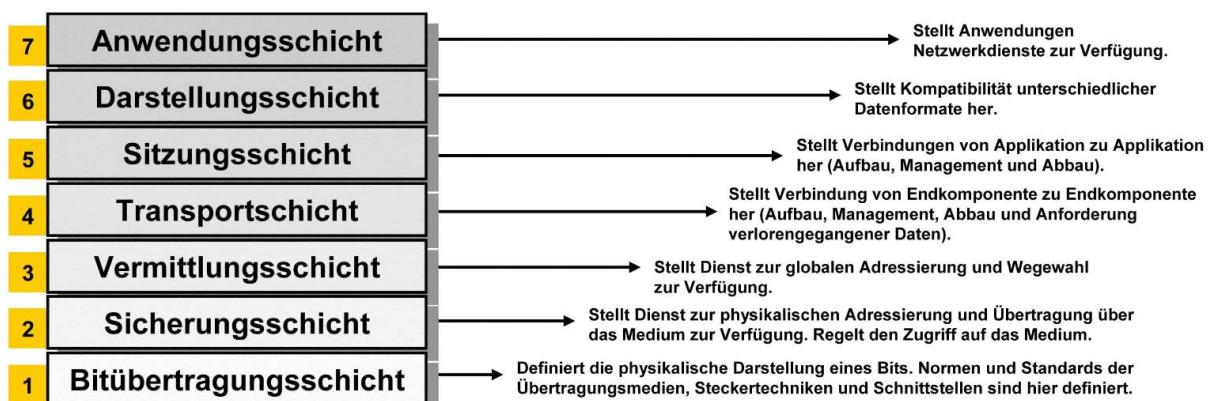 7 Anwendungsschicht
Stellt Anwendungen
Netzwerkdienste zur Verfügung.
6 Darstellungsschicht
Stellt Kompatibilität unterschiedlicher
Datenformate her.
5 Sitzungsschicht
Stellt Verbindungen von Applikation zu Applikation
her (Aufbau, Management und Abbau).
4 Transportschicht
Stellt Verbindung von Endkomponente zu Endkomponente
her (Aufbau, Management, Abbau und Anforderung
verlorengegangener Daten).
3 Vermittlungsschicht
Stellt Dienst zur globalen Adressierung und Wegewahl
zur Verfügung.
2 Sicherungsschicht
Stellt Dienst zur physikalischen Adressierung und Übertragung über
das Medium zur Verfügung. Regelt den Zugriff auf das Medium.
1 Bitübertragungsschicht
Definiert die physikalische Darstellung eines Bits. Normen und Standards der
Übertragungsmedien, Steckertechniken und Schnittstellen sind hier definiert.